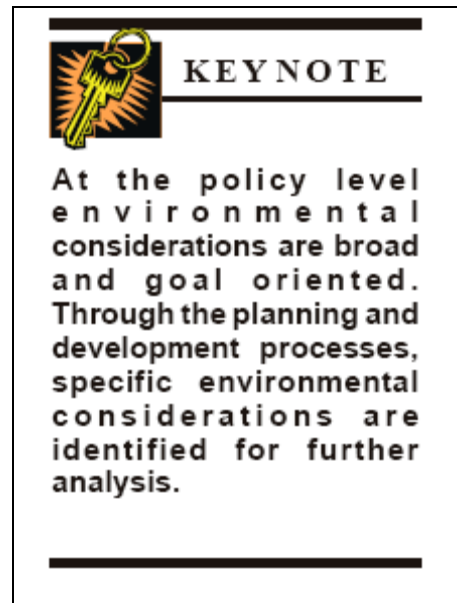 KEYNOTE
At the policy level
environmental
considerations are broad
and goal oriented.
Through the planning and
development processes,
specific environmental
considerations are
identified for further
analysis.